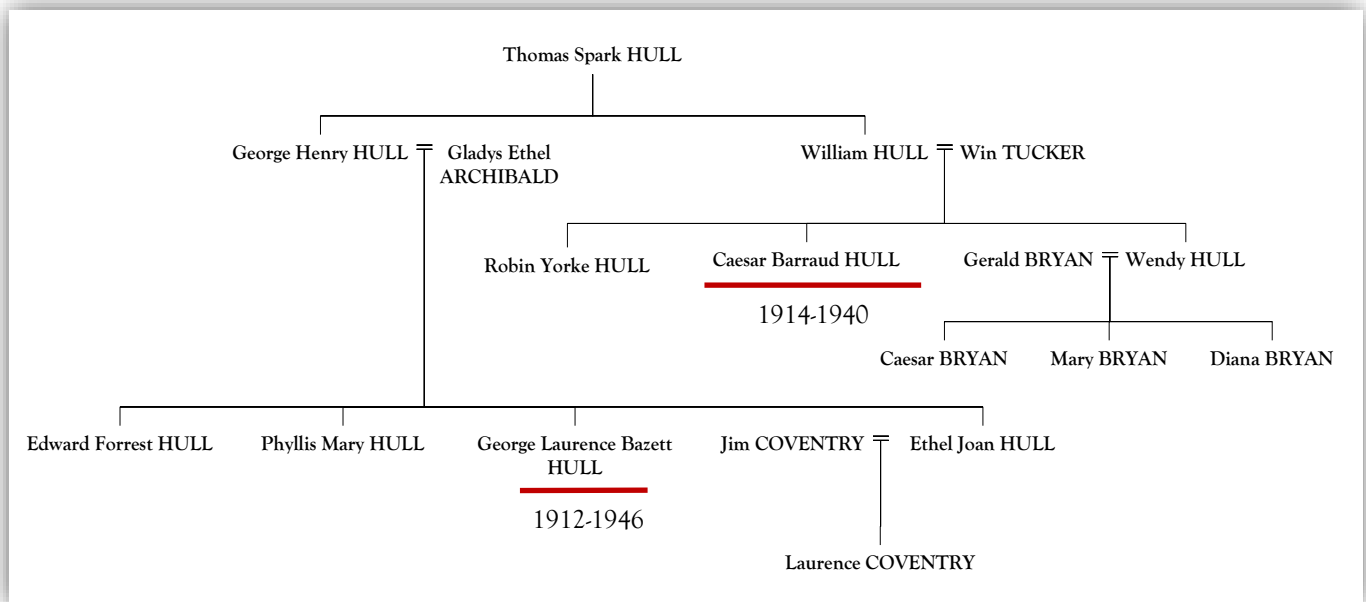 Thomas Spark HULL
George Henry HULL = Gladys Ethel
ARCHIBALD
William HULL = Win TUCKER
Robin Yorke HULL
Caesar Barraud HULL
1914-1940
Gerald BRYAN = Wendy HULL
Caesar BRYAN
Mary BRYAN
Diana BRYAN
Edward Forrest HULL
Phyllis Mary HULL
George Laurence Bazett
HULL
1912-1946
Jim COVENTRY = Ethel Joan HULL
Laurence COVENTRY